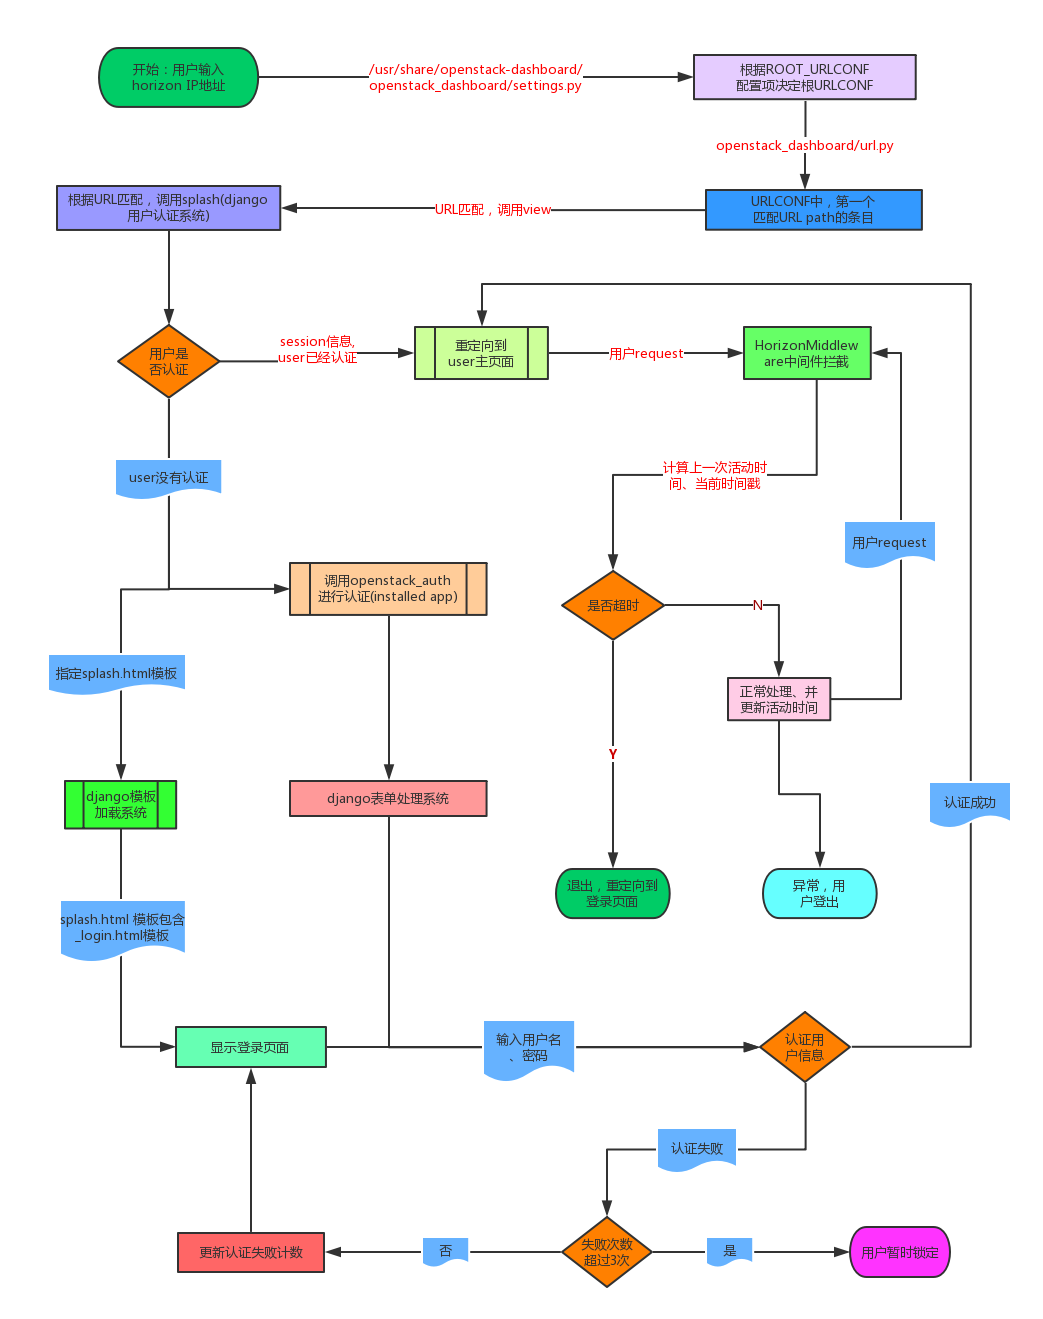 开始：用户输入
horizon IP地址
/usr/share/openstack-dashboard/
openstack_dashboard/settings.py
根据ROOT_URLCONF
配置项决定根URLCONF
openstack_dashboard/url.py
根据URL匹配，调用splash(django
用户认证系统)
URL匹配，调用view
URLCONF中，第一个
匹配URL path的条目
用户是
否认证
session信息,
user已经认证
重定向到
user主页面
用户request
HorizonMiddlew
are中间件拦截
user没有认证
计算上一次活动时
间、当前时间戳
用户request
调用openstack_auth
进行认证(installed app)
是否超时
N
指定splash.html模板
正常处理、并
更新活动时间
Y
django模板
加载系统
django表单处理系统
认证成功
退出，重定向到
登录页面
异常，用
户登出
splash.html 模板包含
_login.html模板
显示登录页面
输入用户名
、密码
认证用
户信息
认证失败
更新认证失败计数
否
失败次数
超过3次
是
用户暂时锁定